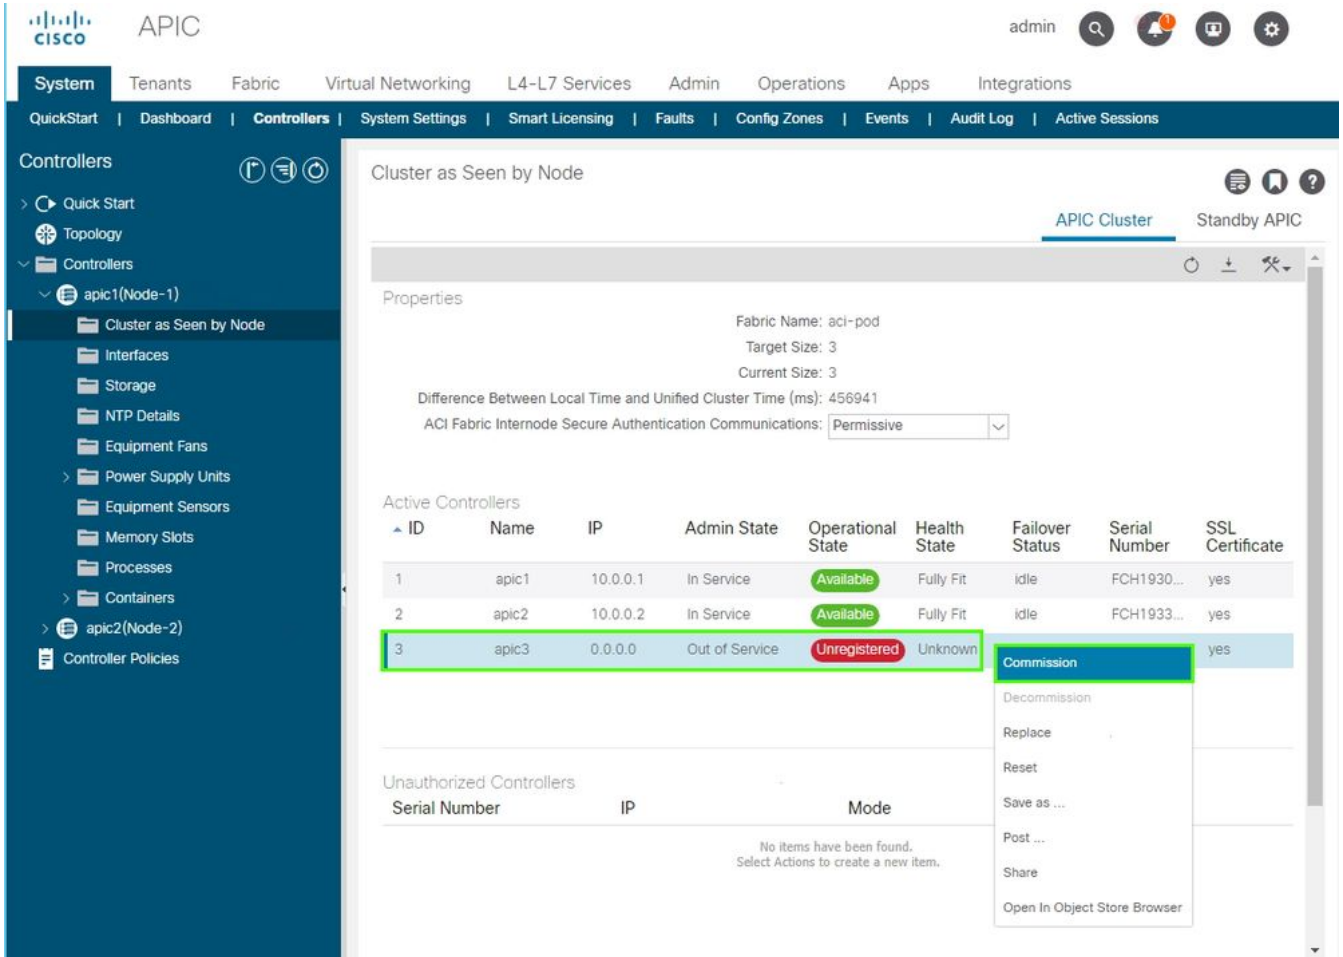 CISCO
APIC
admin
1
System Tenants Fabric Virtual Networking L4-L7 Services Admin Operations Apps Integrations
QuickStart | Dashboard | Controllers | System Settings | Smart Licensing | Faults | Config Zones | Events | Audit Log | Active Sessions
Controllers
Quick Start
Topology
Controllers
apic1(Node-1)
Cluster as Seen by Node
Interfaces
Storage
NTP Details
Equipment Fans
Power Supply Units
Equipment Sensors
Memory Slots
Processes
Containers
apic2(Node-2)
Controller Policies
Cluster as Seen by Node
?
APIC Cluster Standby APIC
Properties
Fabric Name: aci-pod
Target Size: 3
Current Size: 3
Difference Between Local Time and Unified Cluster Time (ms): 456941
ACI Fabric Internode Secure Authentication Communications: Permissive
Active Controllers
ID Name IP Admin State Operational State Health State Failover Status Serial Number SSL Certificate
1 apic1 10.0.0.1 In Service Available Fully Fit idle FCH1930... yes
2 apic2 10.0.0.2 In Service Available Fully Fit idle FCH1933... yes
3 apic3 0.0.0.0 Out of Service Unregistered Unknown yes
Commission
Decommission
Replace
Reset
Save as ...
Post ...
Share
Open In Object Store Browser
Unauthorized Controllers
Serial Number IP Mode
No items have been found.
Select Actions to create a new item.